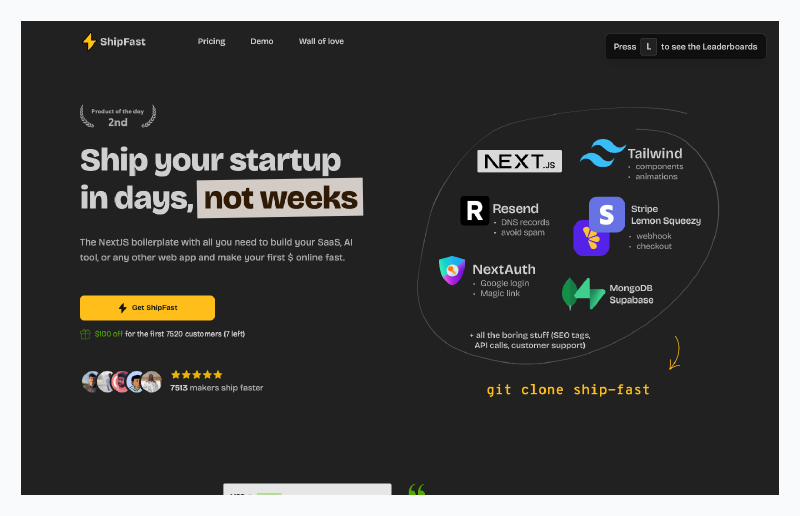 ShipFast
Pricing
Demo
Wall of love
Press L to see the Leaderboards
Product of the day
2nd
Ship your startup
in days, not weeks
The NextJS boilerplate with all you need to build your SaaS, AI
tool, or any other web app and make your first $ online fast.
Get ShipFast
$100 off for the first 7520 customers (7 left)
7513 makers ship faster
NEXT.JS
Tailwind
• components
• animations
R
Resend
• DNS records
• avoid spam
S
Stripe
Lemon Squeezy
• webhook
• checkout
NextAuth
• Google login
• Magic link
MongoDB
Supabase
+ all the boring stuff (SEO tags,
API calls, customer support)
git clone ship-fast